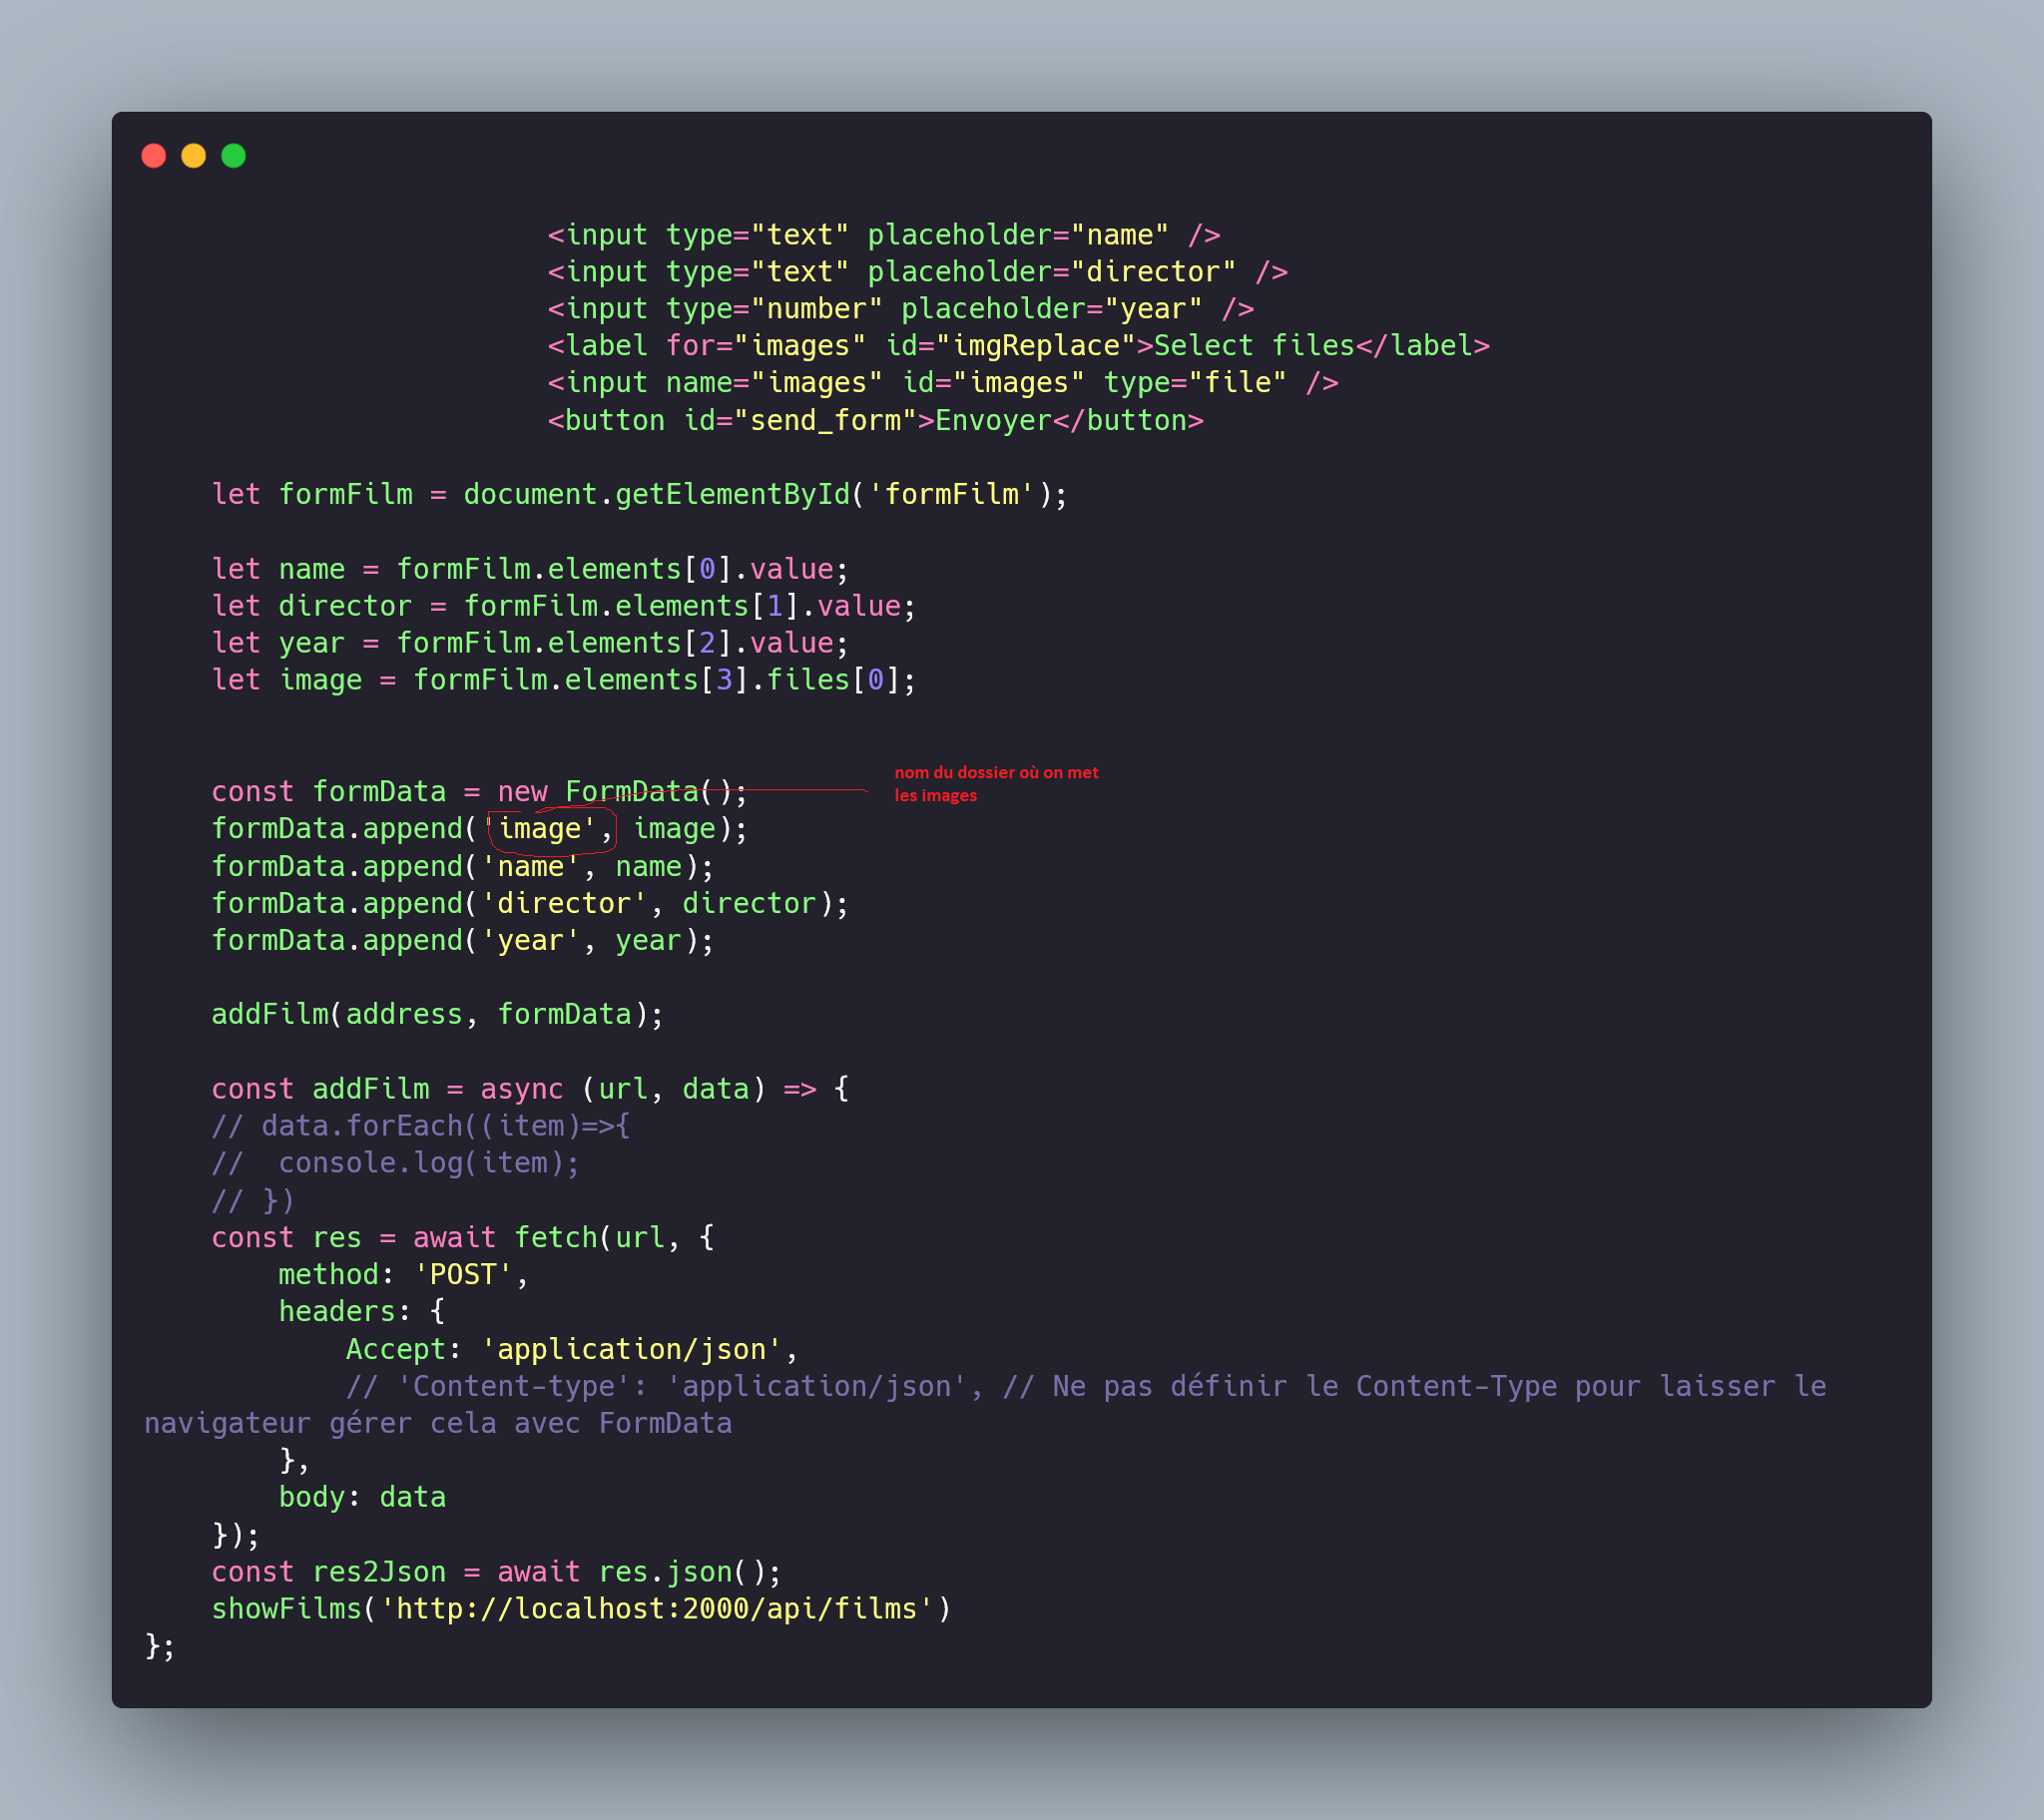 <input type="text" placeholder="name" />
<input type="text" placeholder="director" />
<input type="number" placeholder="year" />
<label for="images" id="imgReplace">Select files</label>
<input name="images" id="images" type="file" />
<button id="send_form">Envoyer</button>
let formFilm = document.getElementById('formFilm');
let name = formFilm.elements[0].value;
let director = formFilm.elements[1].value;
let year = formFilm.elements[2].value;
let image = formFilm.elements[3].files[0];
nom du dossier où on met
les images
const formData = new FormData();
formData.append('image', image);
formData.append('name', name);
formData.append('director', director);
formData.append('year', year);
addFilm(address, formData);
const addFilm = async (url, data) => {
// data.forEach((item)=>{
//  console.log(item);
// })
const res = await fetch(url, {
method: 'POST',
headers: {
Accept: 'application/json',
// 'Content-type': 'application/json', // Ne pas définir le Content-Type pour laisser le
navigateur gérer cela avec FormData
},
body: data
});
const res2Json = await res.json();
showFilms('http://localhost:2000/api/films')
};